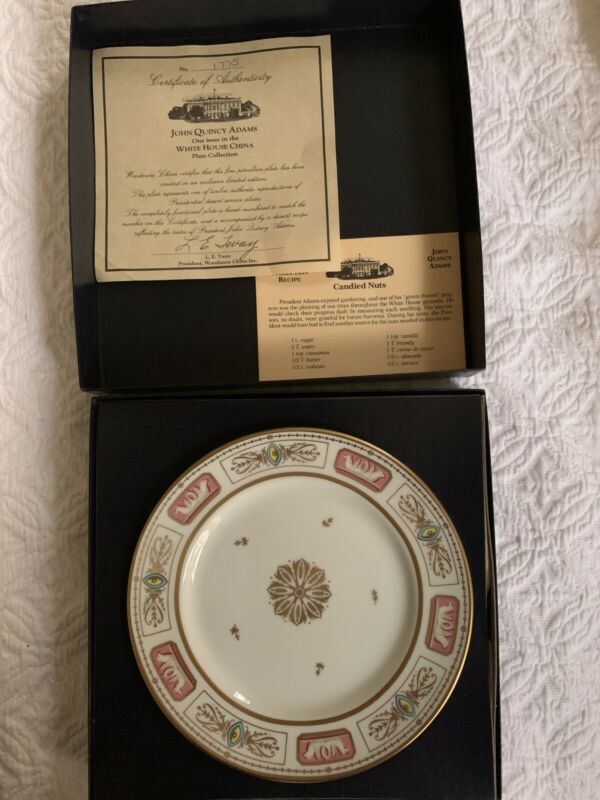 No. 1775
Certificate of Authenticity
JOHN QUINCY ADAMS
One issue in the
WHITE HOUSE CHINA
Plate Collection
Woodmere China certifies that this fine porcelain plate has been
created in an exclusive limited edition.
This plate represents one of twelve authentic reproductions of
Presidential dessert service plates.
The completely functional plate is hand-numbered to match the
number on this Certificate, and is accompanied by a dessert recipe
reflecting the tastes of President John Quincy Adams.
L E Tway
L. E. Tway
President, Woodmere China Inc.
RECIPE
JOHN
QUINCY
ADAMS
Candied Nuts
President Adams enjoyed gardening, and one of his "green thumb" projects
was the planting of nut trees throughout the White House grounds. He
would check their progress daily by measuring each seedling. His successors,
no doubt, were grateful for future harvests. During his term, the President
would have had to find another source for the nuts needed in this recipe
1 c. sugar
5 T. water
1 tsp. cinnamon
1/2 T. butter
1/2 c. walnuts
1 tsp. vanilla
1 T. brandy
1 T. creme de cacao
1/2 c. almonds
1/2 c. pecans